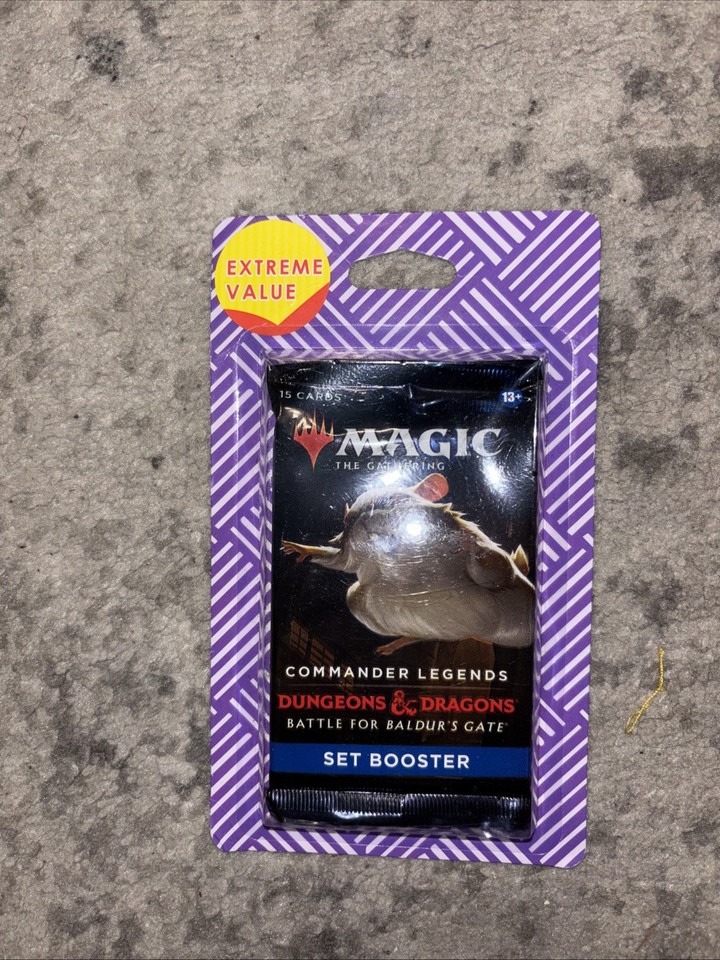 EXTREME
VALUE
15 CARDS
13+
MAGIC
THE GATHERING
COMMANDER LEGENDS
DUNGEONS & DRAGONS
BATTLE FOR BALDUR'S GATE
SET BOOSTER